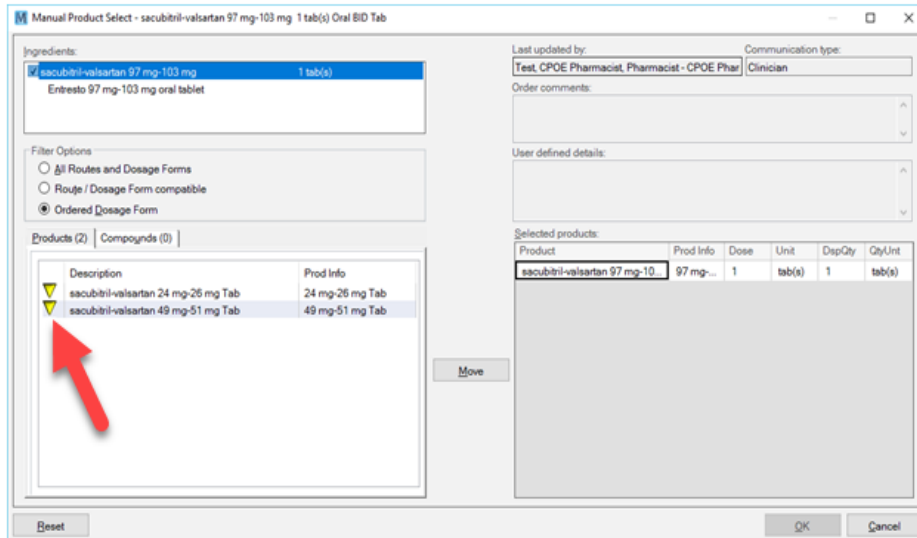 Manual Product Select - sacubitril-valsartan 97 mg-103 mg 1 tab(s) Oral BID Tab
Ingredients:
sacubitril-valsartan 97 mg-103 mg 1 tab(s)
Entresto 97 mg-103 mg oral tablet
Filter Options
All Routes and Dosage Forms
Route / Dosage Form compatible
Ordered Dosage Form
Products (2) Compounds (0)
Description Prod Info
sacubitril-valsartan 24 mg-26 mg Tab 24 mg-26 mg Tab
sacubitril-valsartan 49 mg-51 mg Tab 49 mg-51 mg Tab
Move
Last updated by: Communication type:
Test, CPOE Pharmacist, Pharmacist - CPOE Phar Clinician
Order comments:
User defined details:
Selected products:
Product Prod Info Dose Unit DspQty QtyUnt
sacubitril-valsartan 97 mg-10... 97 mg-... 1 tab(s) 1 tab(s)
Reset OK Cancel